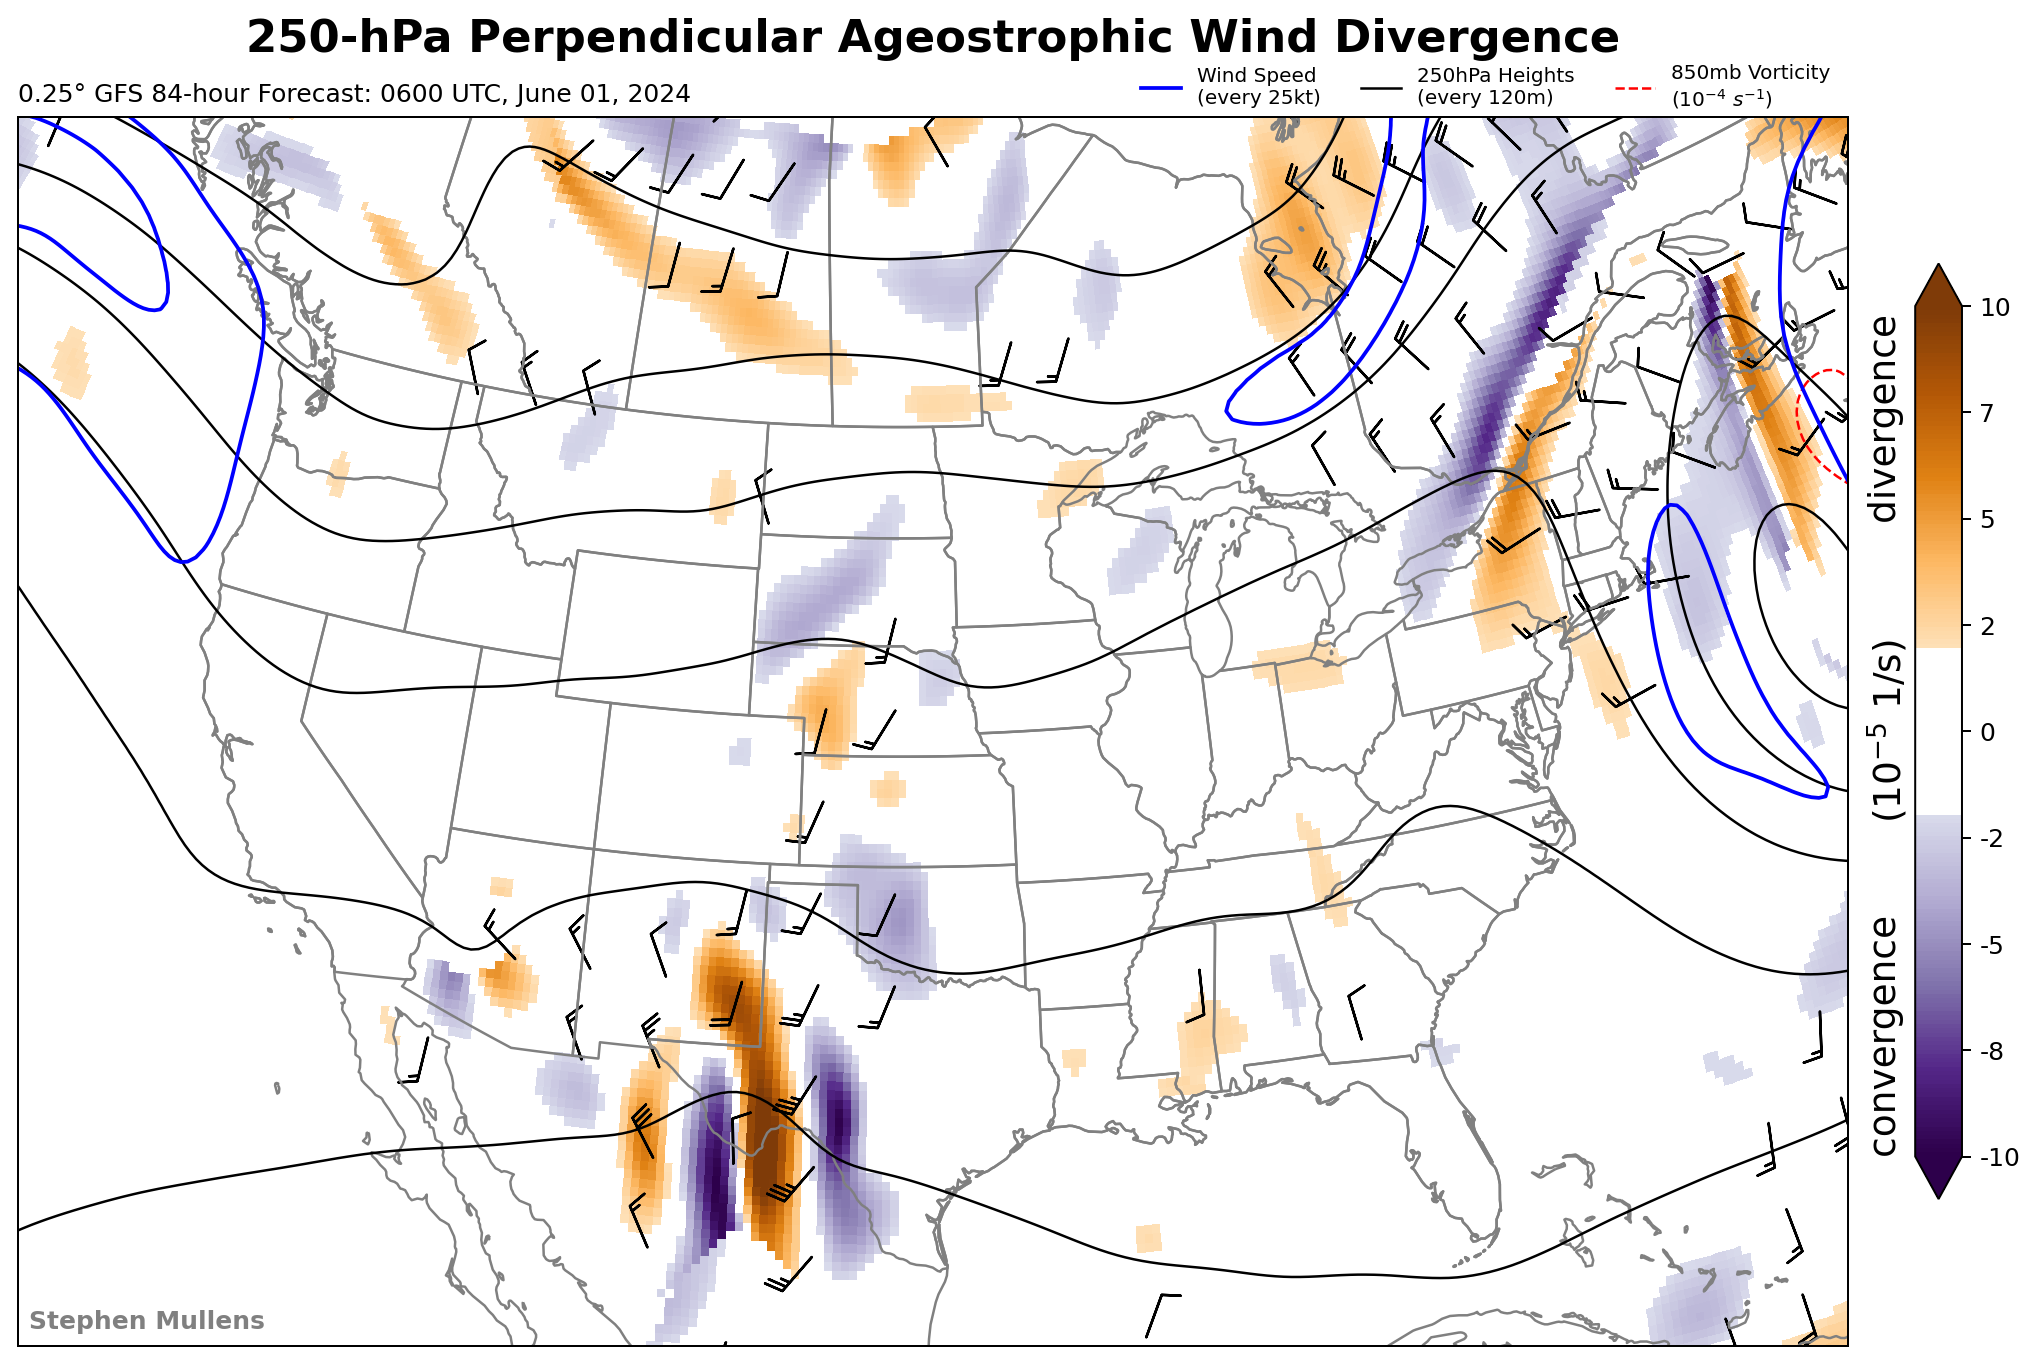 250-hPa Perpendicular Ageostrophic Wind Divergence
0.25° GFS 84-hour Forecast: 0600 UTC, June 01, 2024
Wind Speed
(every 25kt)
250hPa Heights
(every 120m)
850mb Vorticity
(10⁻⁴ s⁻¹)
10
7
5
2
0
-2
-5
-8
-10
convergence (10⁻⁵ 1/s) divergence
Stephen Mullens